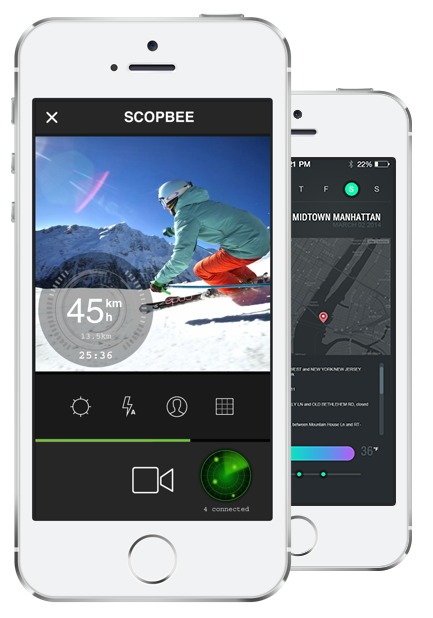 SCOPBEE
45 km
h
13.5km
25:36
A
4 connected
21 PM 22%
T F S S
MIDTOWN MANHATTAN
MARCH 02 2014
EST and NEW YORK/NEW JERSEY
LY LN and OLD BETHLEHEM RD, closed
between Mountain House Ln and RT-
36°F